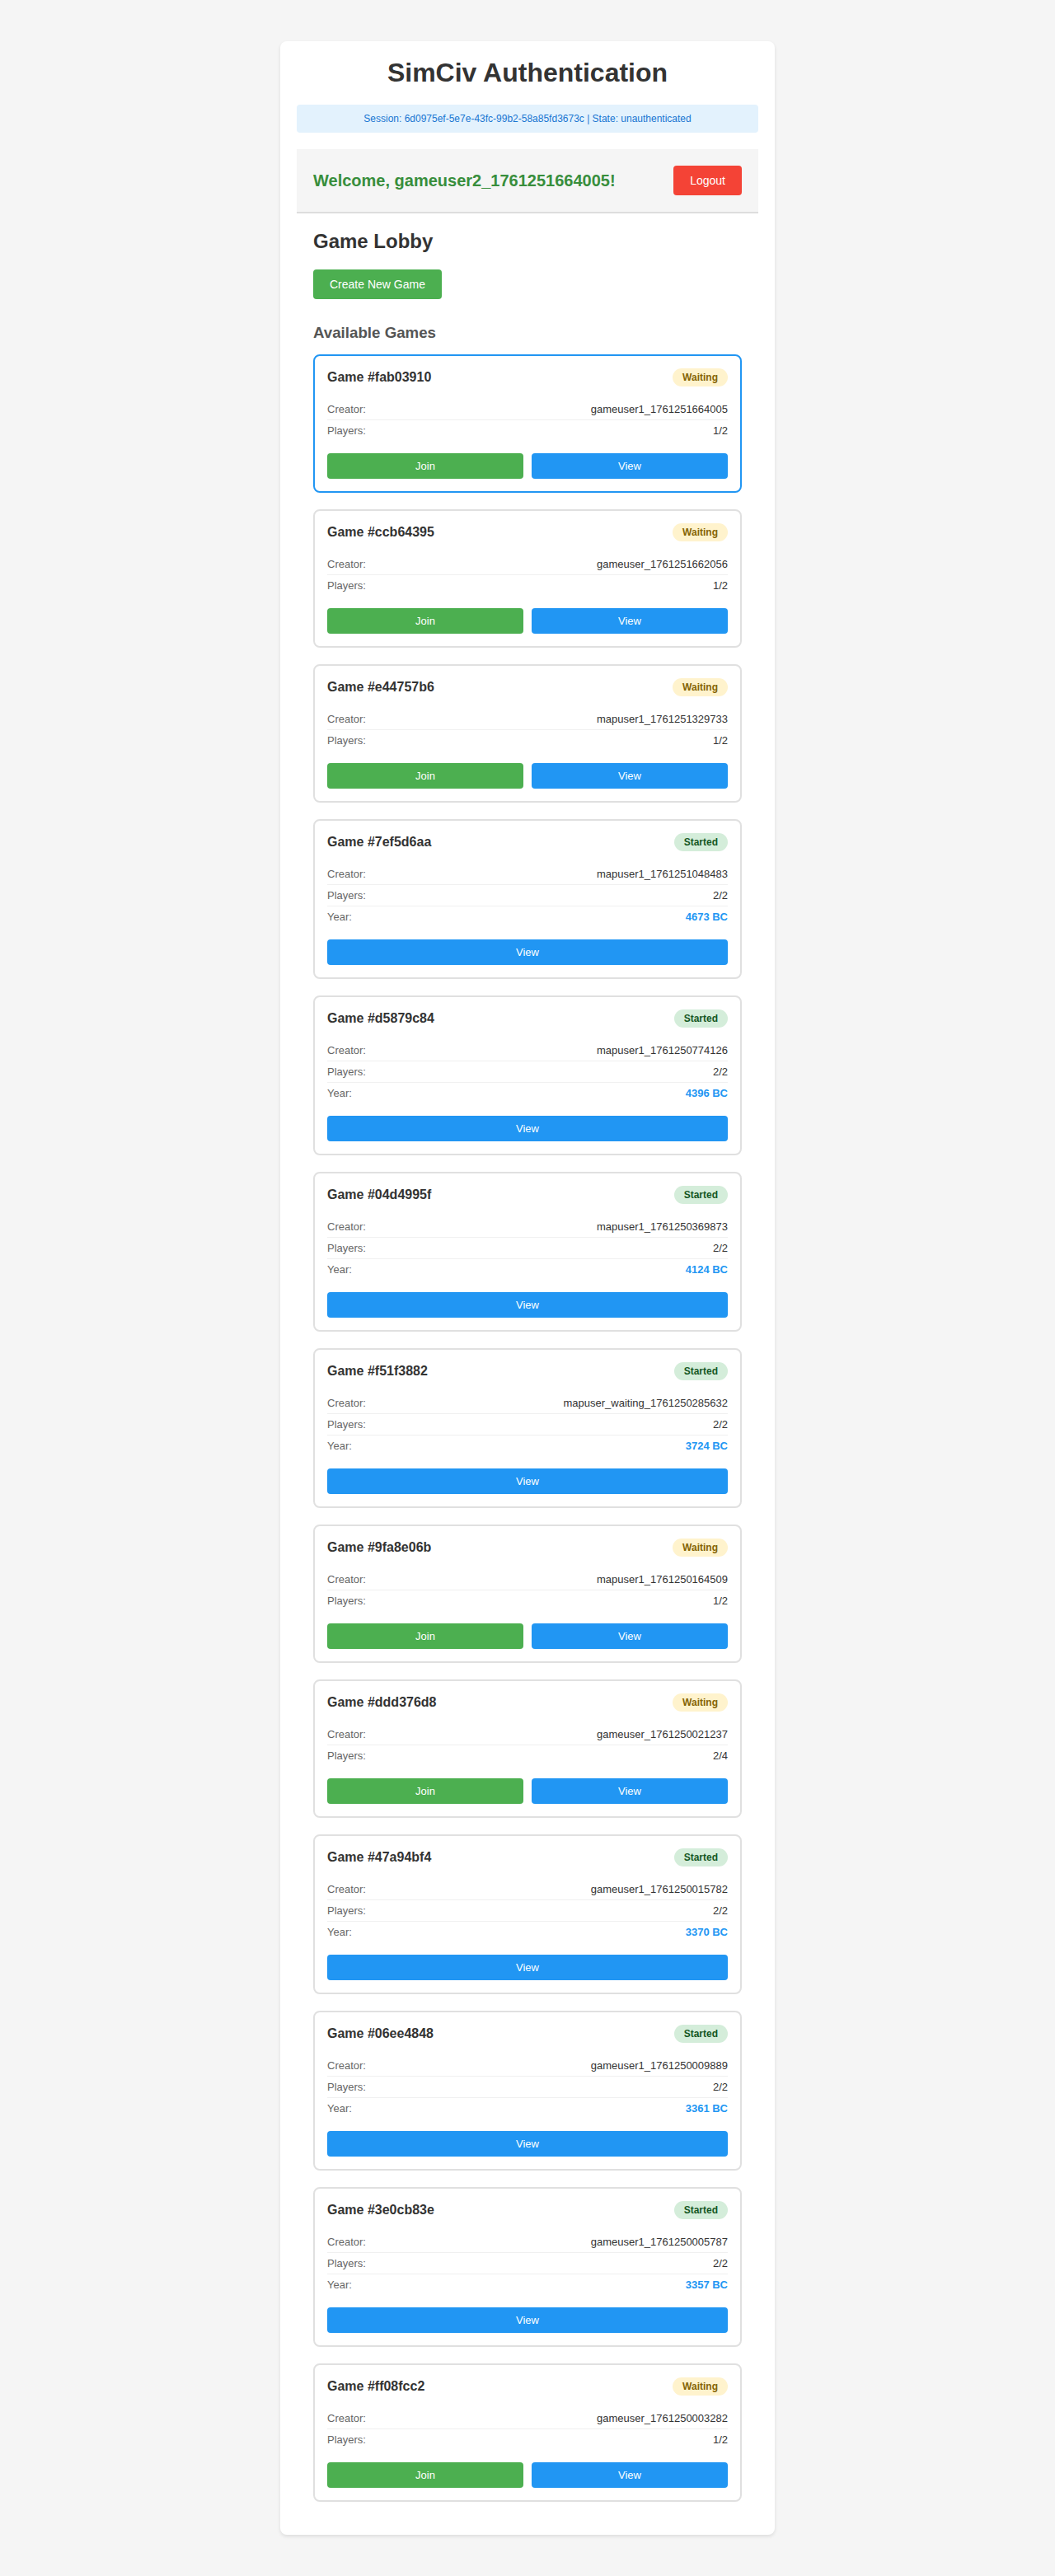 SimCiv Authentication
Session: 6d0975ef-5e7e-43fc-99b2-58a85fd3673c | State: unauthenticated
Welcome, gameuser2_1761251664005! Logout
Game Lobby
Create New Game
Available Games
Game #fab03910 Waiting
Creator: gameuser1_1761251664005
Players: 1/2
Join View
Game #ccb64395 Waiting
Creator: gameuser_1761251662056
Players: 1/2
Join View
Game #e44757b6 Waiting
Creator: mapuser1_1761251329733
Players: 1/2
Join View
Game #7ef5d6aa Started
Creator: mapuser1_1761251048483
Players: 2/2
Year: 4673 BC
View
Game #d5879c84 Started
Creator: mapuser1_1761250774126
Players: 2/2
Year: 4396 BC
View
Game #04d4995f Started
Creator: mapuser1_1761250369873
Players: 2/2
Year: 4124 BC
View
Game #f51f3882 Started
Creator: mapuser_waiting_1761250285632
Players: 2/2
Year: 3724 BC
View
Game #9fa8e06b Waiting
Creator: mapuser1_1761250164509
Players: 1/2
Join View
Game #ddd376d8 Waiting
Creator: gameuser_1761250021237
Players: 2/4
Join View
Game #47a94bf4 Started
Creator: gameuser1_1761250015782
Players: 2/2
Year: 3370 BC
View
Game #06ee4848 Started
Creator: gameuser1_1761250009889
Players: 2/2
Year: 3361 BC
View
Game #3e0cb83e Started
Creator: gameuser1_1761250005787
Players: 2/2
Year: 3357 BC
View
Game #ff08fcc2 Waiting
Creator: gameuser_1761250003282
Players: 1/2
Join View